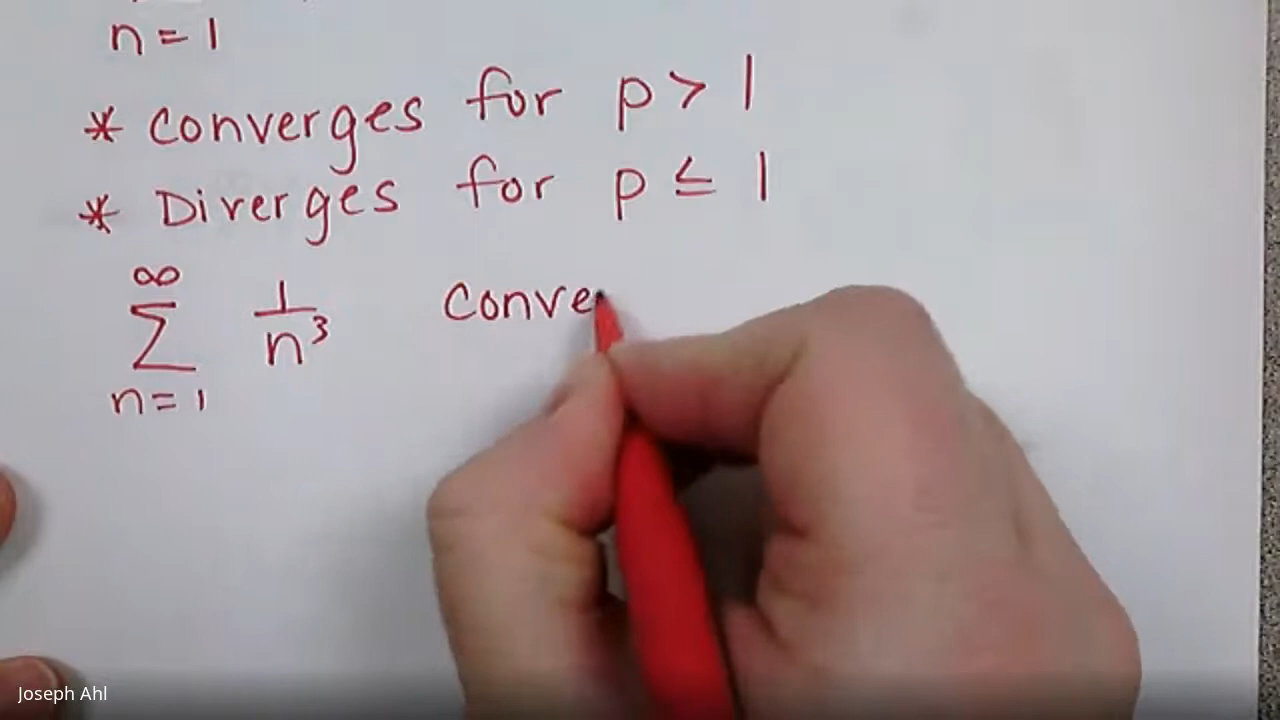 n = 1
* Converges for p > 1
* Diverges for p ≤ 1
∞
∑ 1/n³ Conve
n = 1
Joseph Ahl